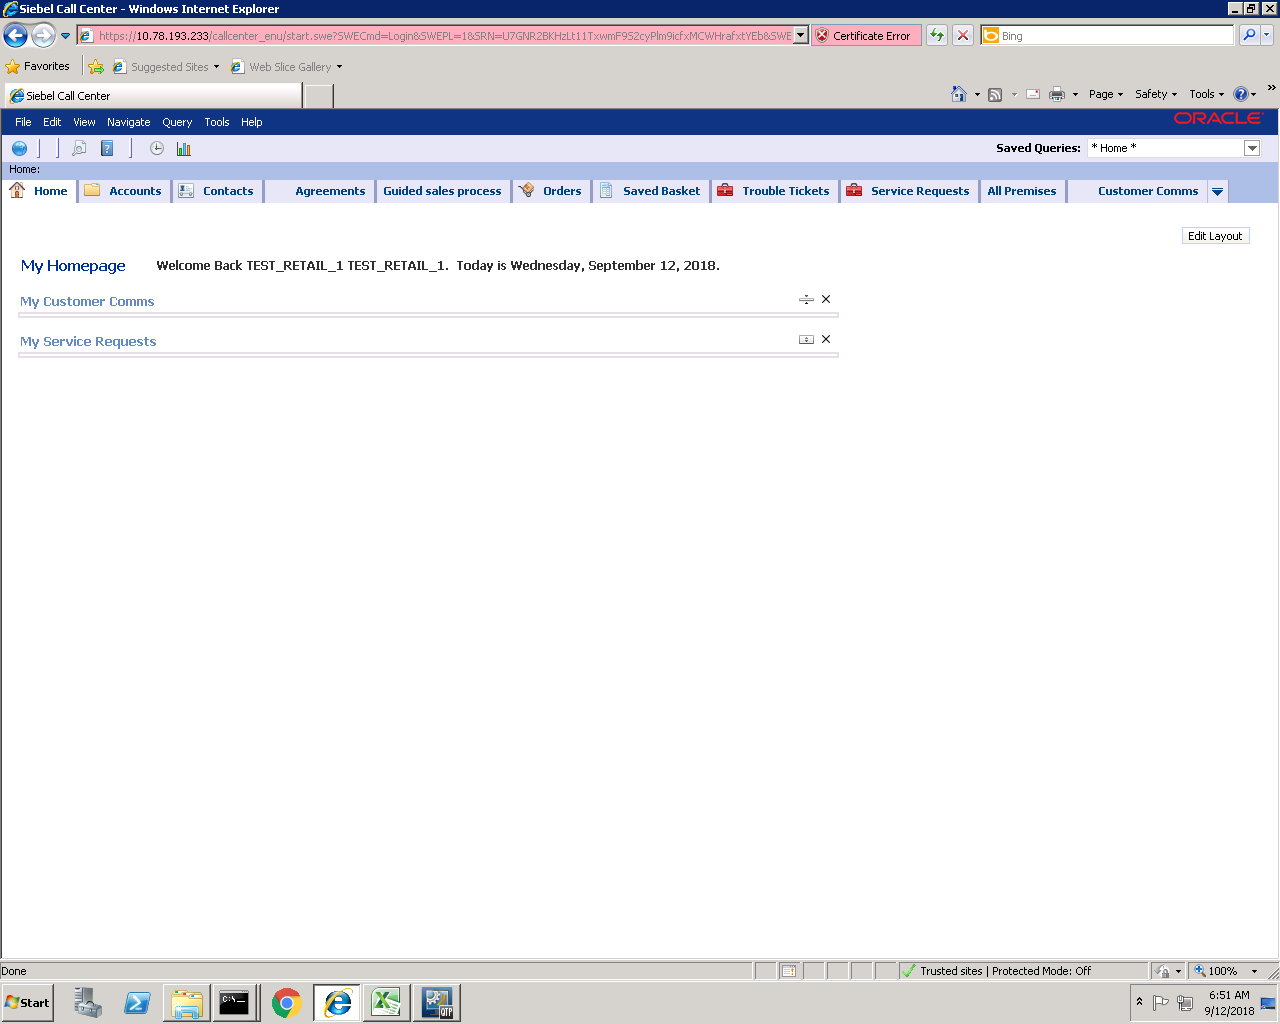 Siebel Call Center - Windows Internet Explorer
https://10.78.193.233/callcenter_enu/start.swe?SWECmd=Login&SWEPL=1&SRN=U7GNR2BKHzLt11TxwmF9S2cyPlm9icfxMCWHrafxtYEb&SWE Certificate Error Bing
Favorites Suggested Sites Web Slice Gallery
Siebel Call Center Page Safety Tools
File Edit View Navigate Query Tools Help ORACLE
Saved Queries: * Home *
Home:
Home Accounts Contacts Agreements Guided sales process Orders Saved Basket Trouble Tickets Service Requests All Premises Customer Comms
Edit Layout
My Homepage Welcome Back TEST_RETAIL_1 TEST_RETAIL_1. Today is Wednesday, September 12, 2018.
My Customer Comms
My Service Requests
Done Trusted sites | Protected Mode: Off 100%
Start C:\. QTP 6:51 AM
9/12/2018